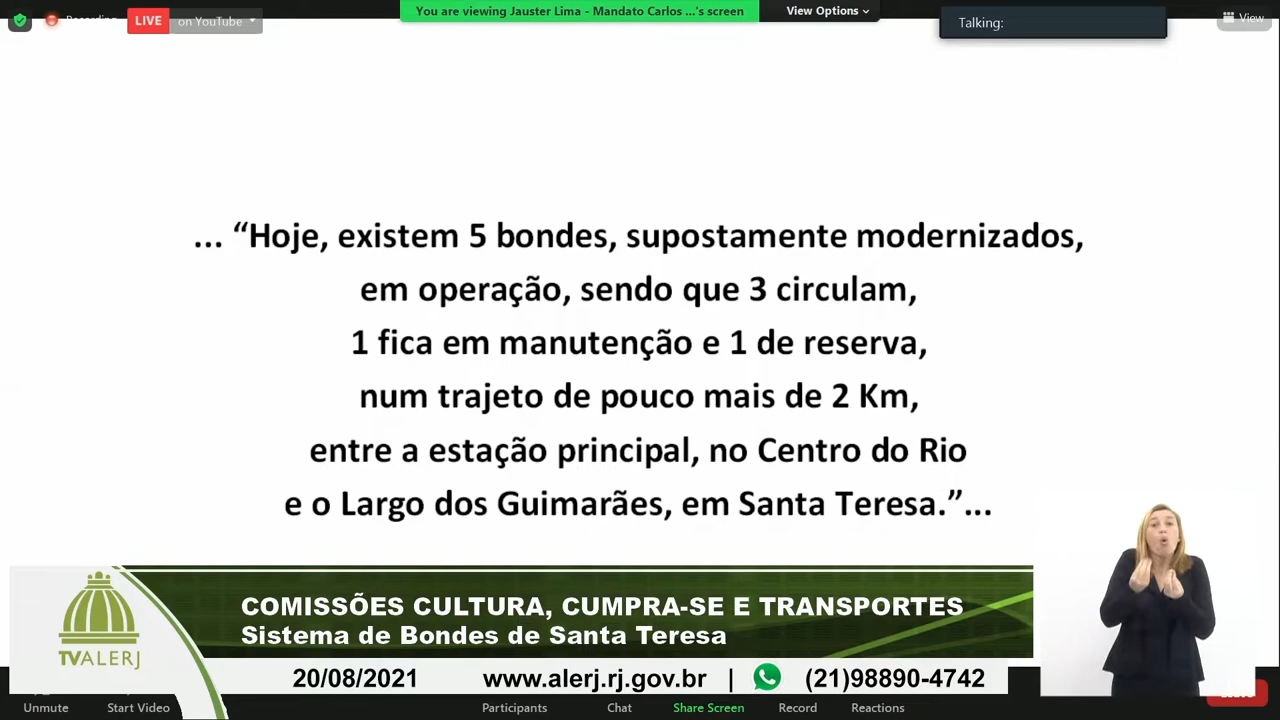 Recording
LIVE
on YouTube
You are viewing Jauster Lima - Mandato Carlos ...'s screen
View Options
Talking:
View
... “Hoje, existem 5 bondes, supostamente modernizados,
em operação, sendo que 3 circulam,
1 fica em manutenção e 1 de reserva,
num trajeto de pouco mais de 2 Km,
entre a estação principal, no Centro do Rio
e o Largo dos Guimarães, em Santa Teresa.”...
COMISSÕES CULTURA, CUMPRA-SE E TRANSPORTES
Sistema de Bondes de Santa Teresa
TVALERJ
20/08/2021 www.alerj.rj.gov.br | (21)98890-4742
Unmute
Start Video
Participants
Chat
Share Screen
Record
Reactions